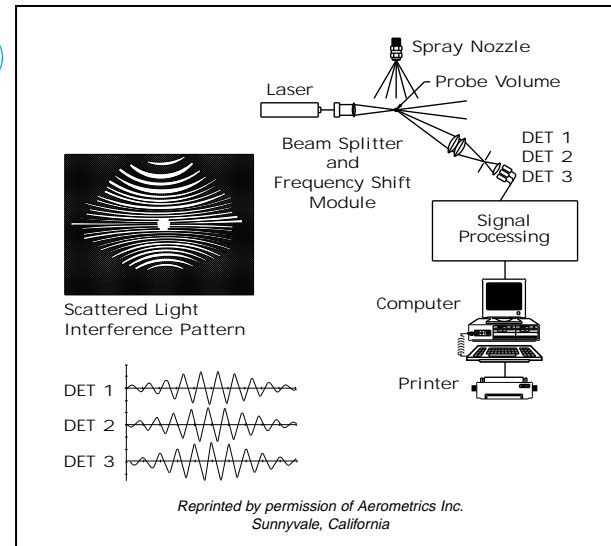 Spray Nozzle
Probe Volume
Laser
Beam Splitter
and
Frequency Shift
Module
DET 1
DET 2
DET 3
Signal
Processing
Scattered Light
Interference Pattern
Computer
Printer
DET 1
DET 2
DET 3
Reprinted by permission of Aerometrics Inc.
Sunnyvale, California